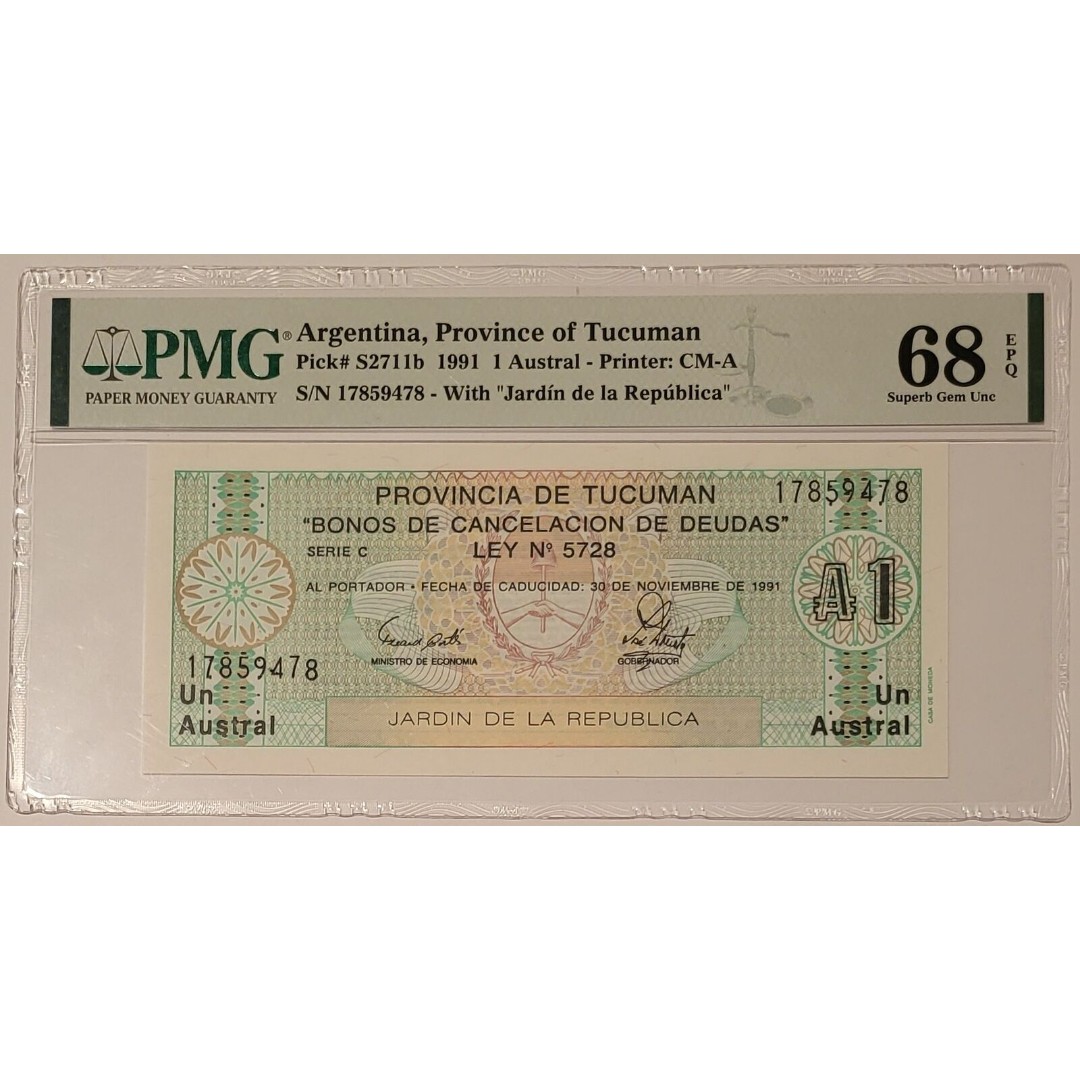 PMG®
PAPER MONEY GUARANTY
Argentina, Province of Tucuman
Pick# S2711b 1991 1 Austral - Printer: CM-A
S/N 17859478 - With "Jardín de la República"
68
EPQ
Superb Gem Unc
PROVINCIA DE TUCUMAN
17859478
"BONOS DE CANCELACION DE DEUDAS"
SERIE C
LEY Nº 5728
AL PORTADOR • FECHA DE CADUCIDAD: 30 DE NOVIEMBRE DE 1991
₳1
MINISTRO DE ECONOMIA
GOBERNADOR
17859478
Un
Austral
JARDIN DE LA REPUBLICA
Un
Austral
CASA DE MONEDA